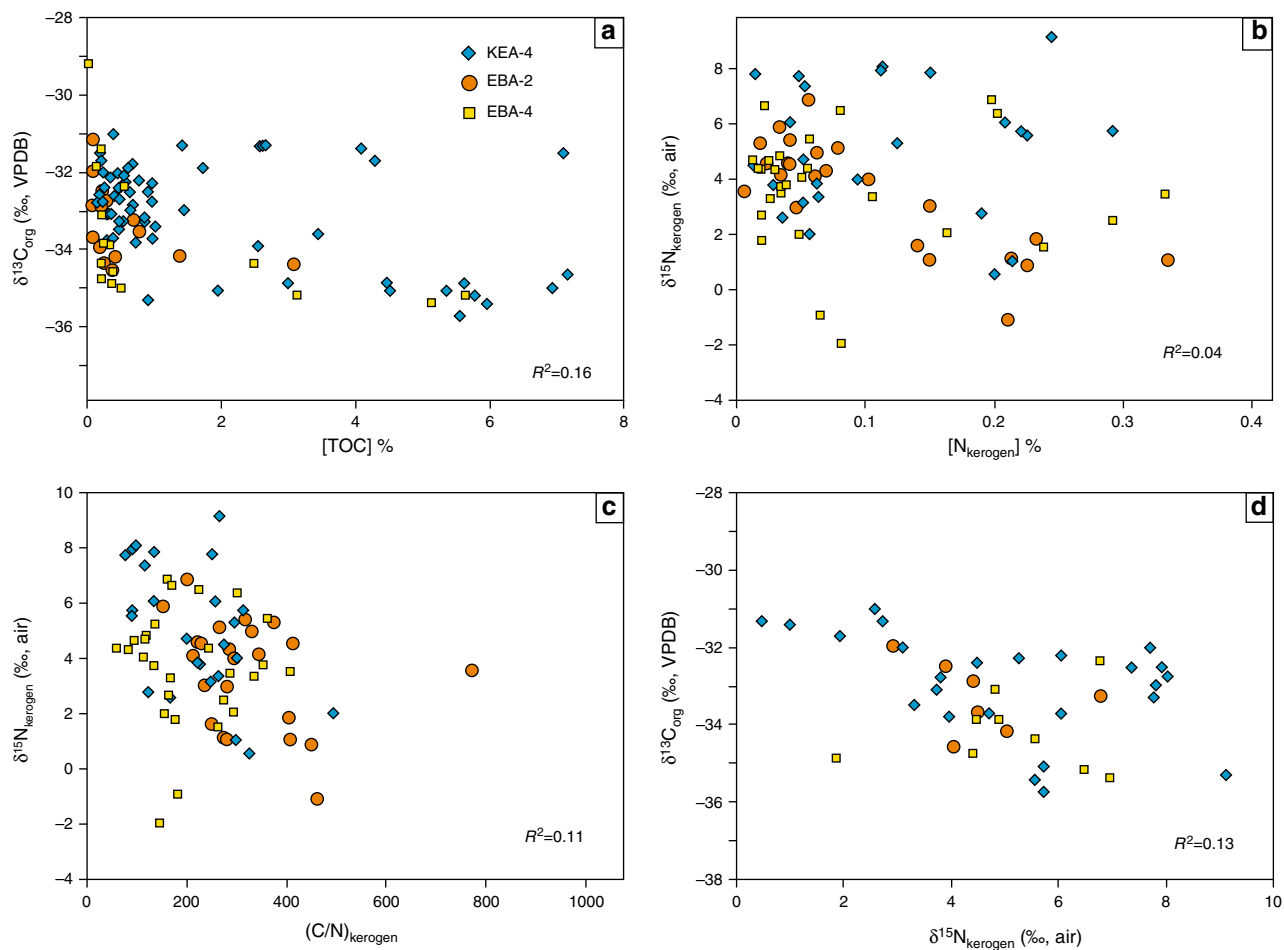 a
–28
–30
–32
–34
–36
δ13Corg (‰, VPDB)
KEA-4
EBA-2
EBA-4
R2=0.16
0
2
4
6
8
[TOC] %
b
8
6
4
2
0
–2
–4
δ15Nkerogen (‰, air)
R2=0.04
0
0.1
0.2
0.3
0.4
[Nkerogen] %
c
10
8
6
4
2
0
–2
–4
δ15Nkerogen (‰, air)
R2=0.11
0
200
400
600
800
1000
(C/N)kerogen
d
–28
–30
–32
–34
–36
–38
δ13Corg (‰, VPDB)
R2=0.13
0
2
4
6
8
10
δ15Nkerogen (‰, air)